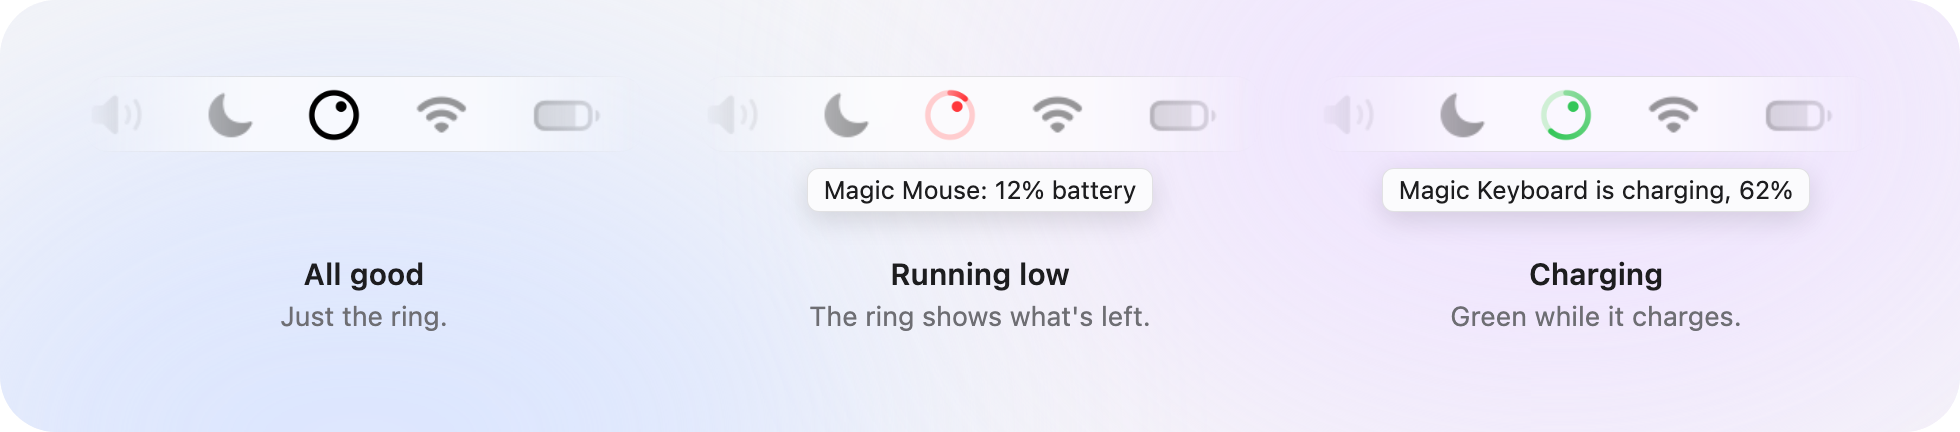 Magic Mouse: 12% battery
Magic Keyboard is charging, 62%
All good
Just the ring.
Running low
The ring shows what's left.
Charging
Green while it charges.